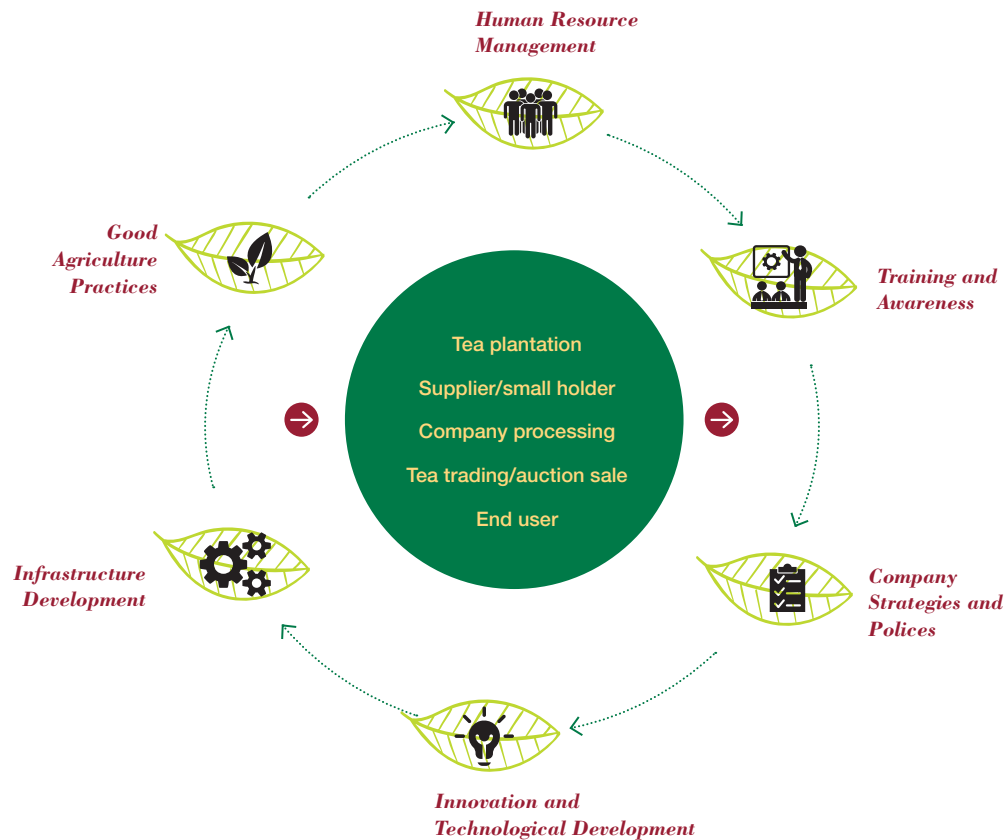 Human Resource
Management
Good
Agriculture
Practices
Training and
Awareness
Tea plantation
Supplier/small holder
Company processing
Tea trading/auction sale
End user
Infrastructure
Development
Company
Strategies and
Polices
Innovation and
Technological Development